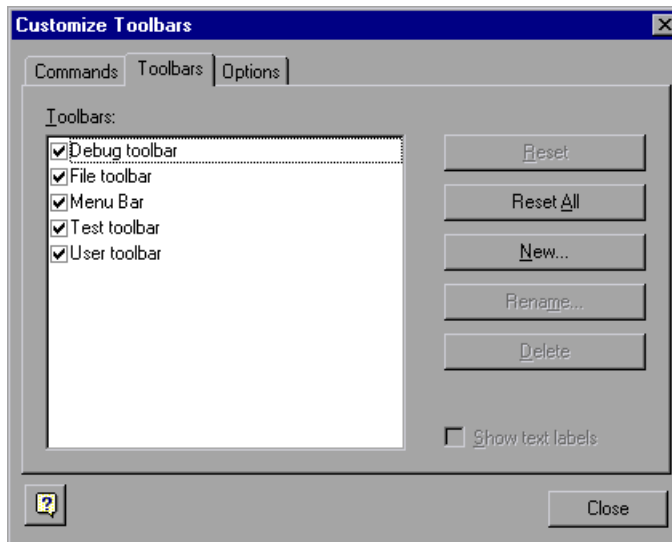 Customize Toolbars
Commands Toolbars Options
Toolbars:
Debug toolbar
File toolbar
Menu Bar
Test toolbar
User toolbar
Reset
Reset All
New...
Rename...
Delete
Show text labels
?
Close